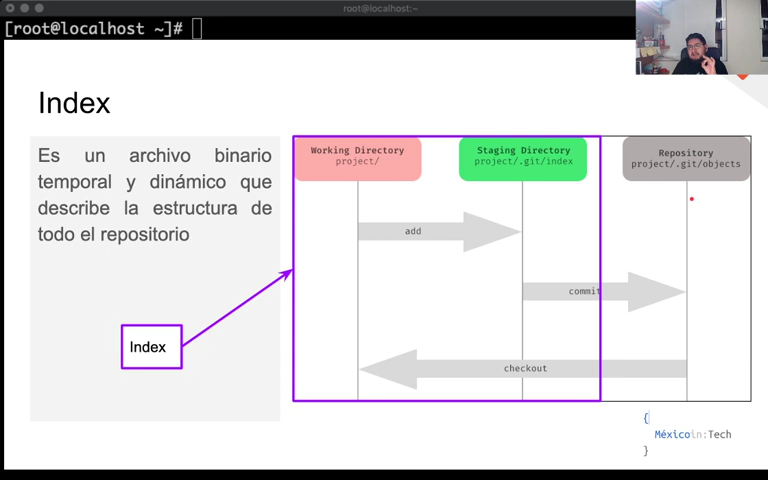 root@localhost:~
[root@localhost ~]#
Index
Es un archivo binario
temporal y dinámico que
describe la estructura de
todo el repositorio
Index
Working Directory
project/
Staging Directory
project/.git/index
Repository
project/.git/objects
add
commit
checkout
{
Méxicoin:Tech
}